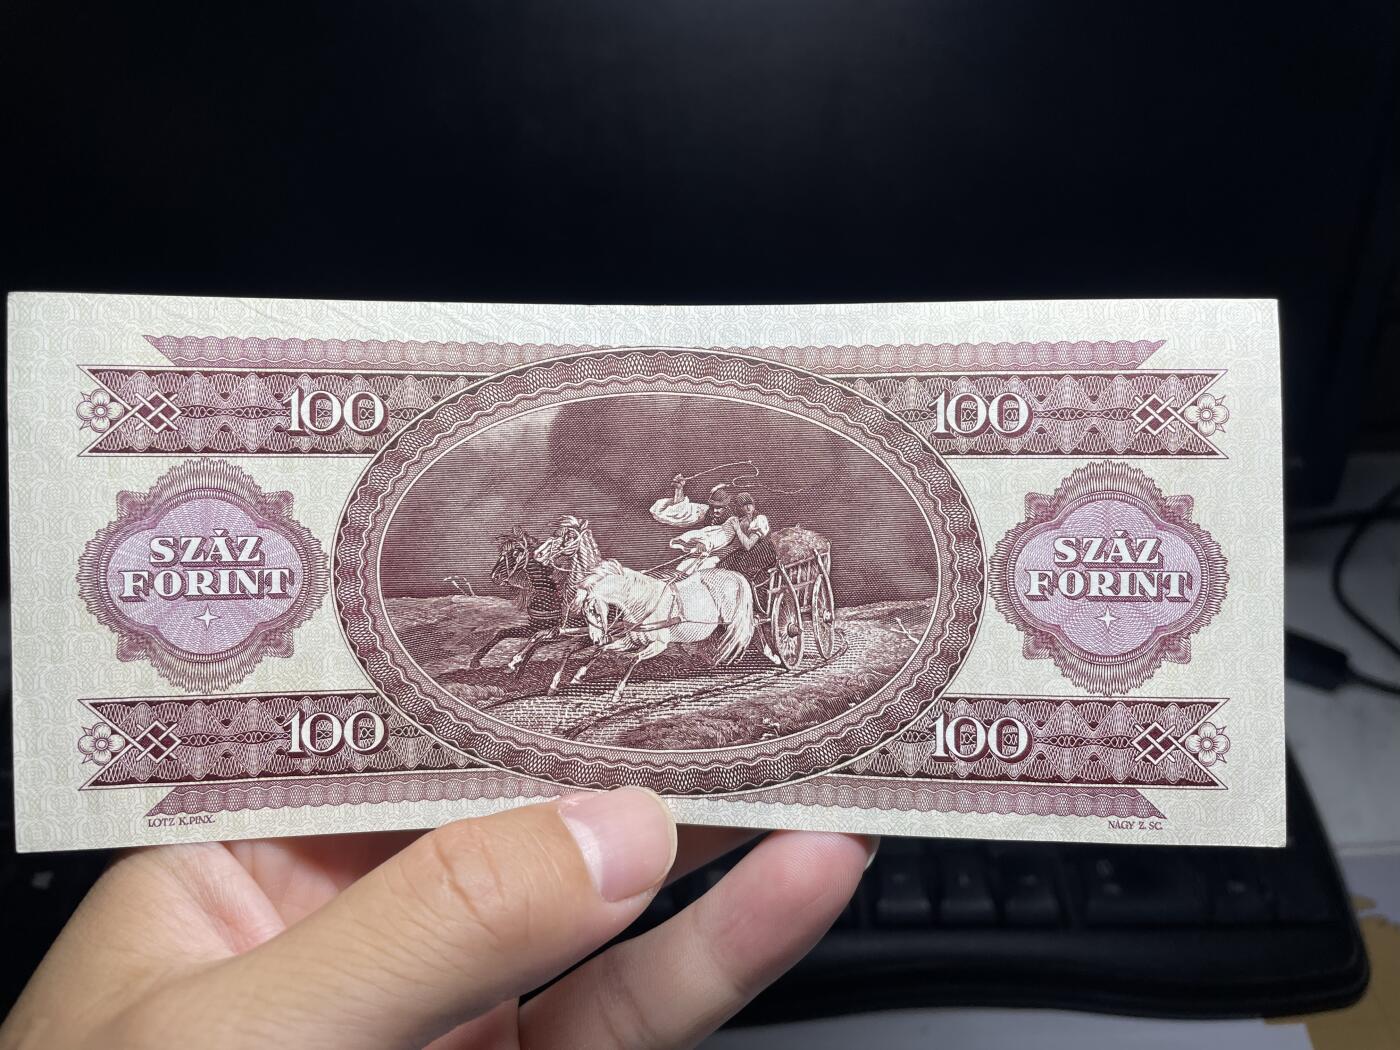 100 100
SZÁZ
FORINT
SZÁZ
FORINT
100 100
LOTZ K. PINX.
NAGY Z. SC.